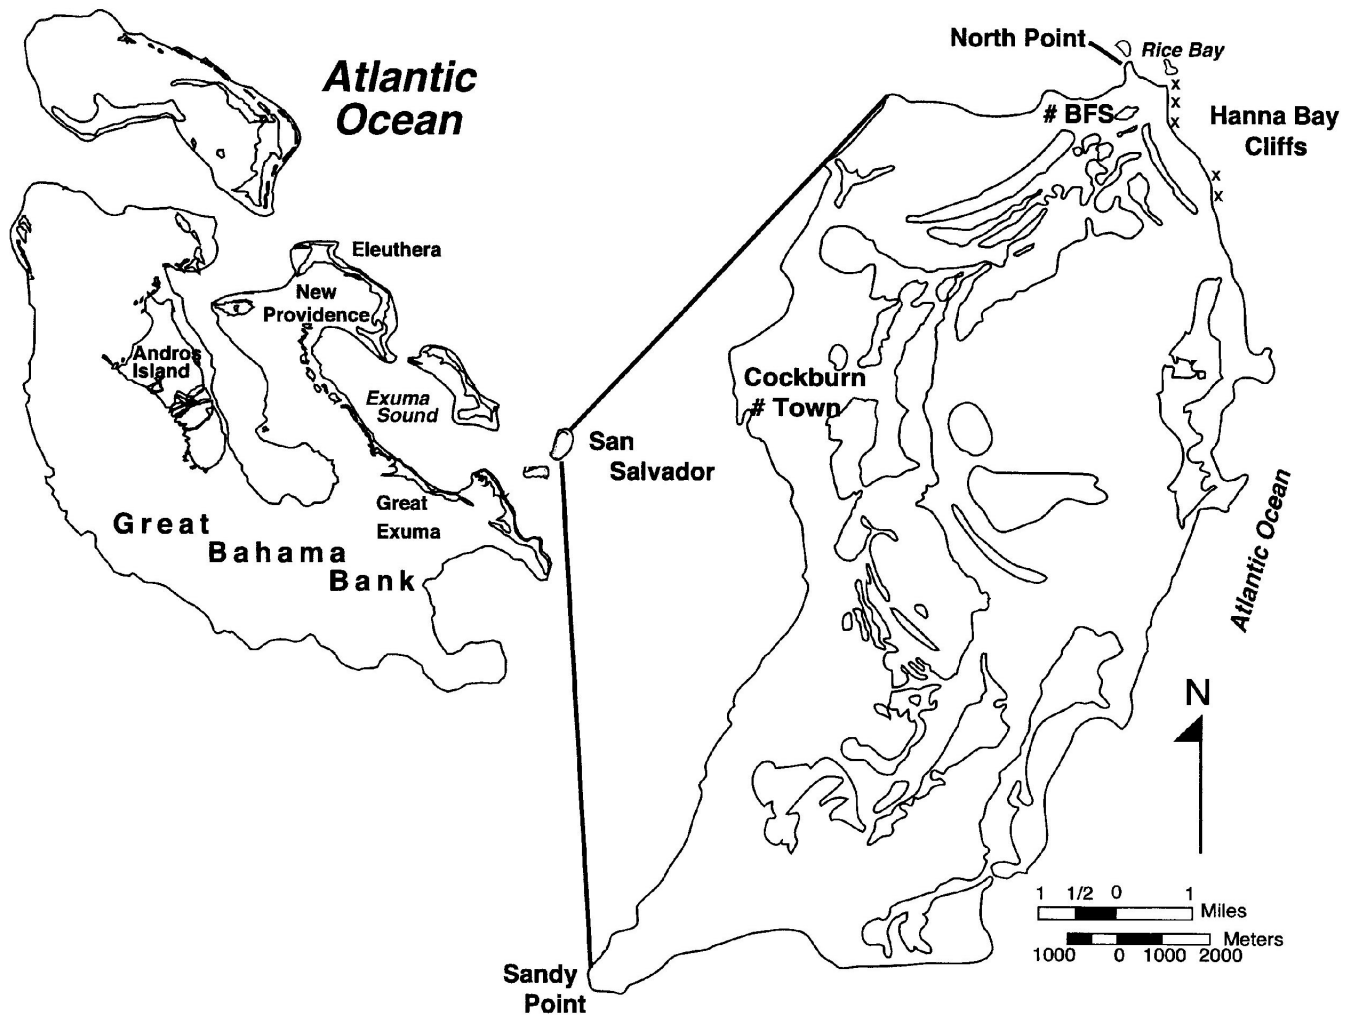 Atlantic
Ocean
North Point
Rice Bay
x
x
x
# BFS
Hanna Bay
Cliffs
x
x
Eleuthera
New
Providence
Andros
Island
Exuma
Sound
Cockburn
# Town
San
Salvador
Great
Exuma
Great
Bahama
Bank
Atlantic Ocean
N
1 1/2 0 1
Miles
Meters
1000 0 1000 2000
Sandy
Point